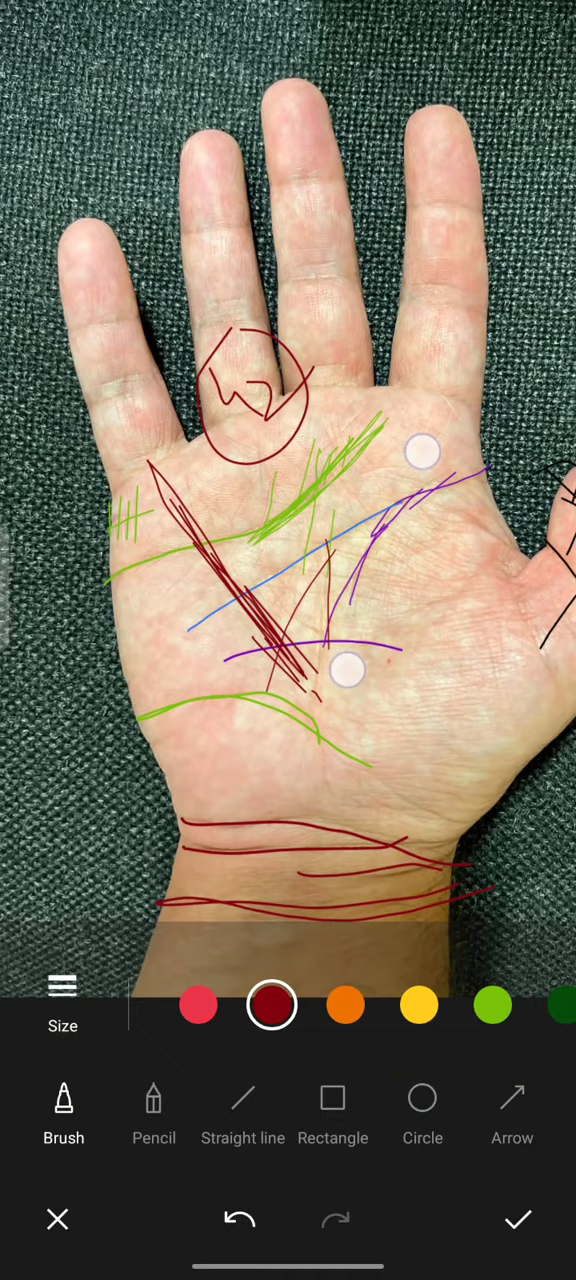 Size
Brush
Pencil
Straight line
Rectangle
Circle
Arrow